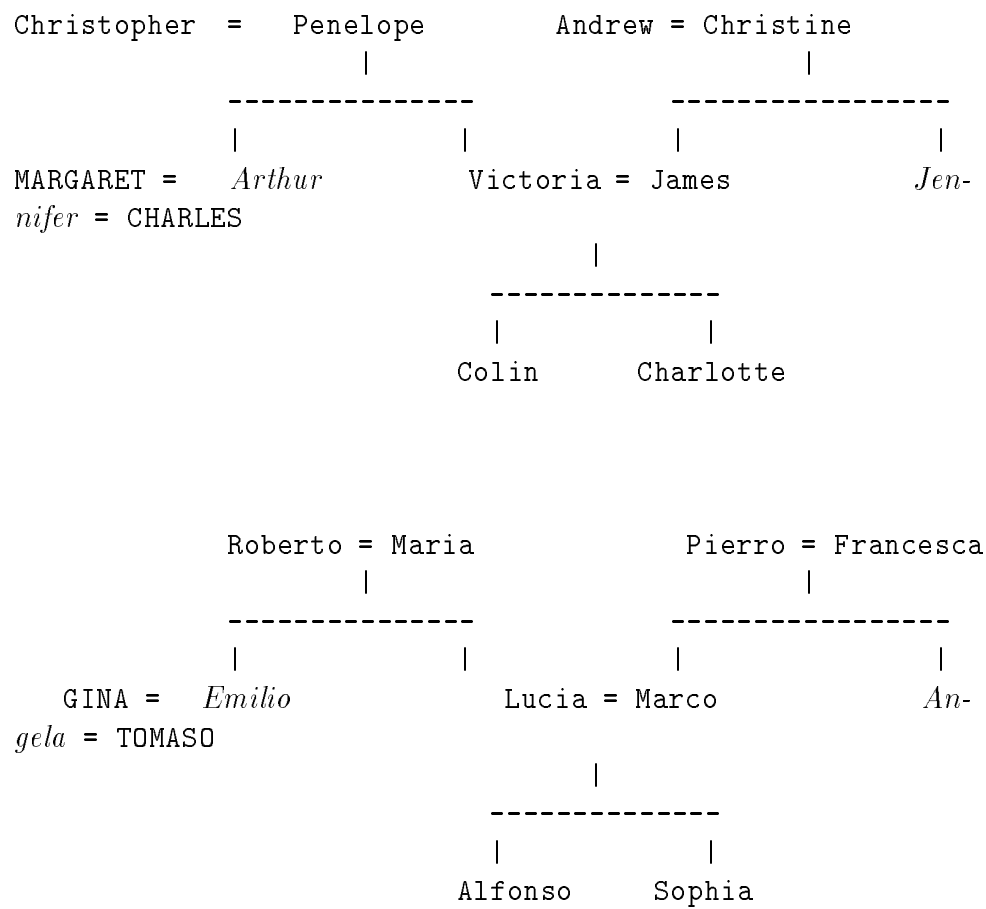 Christopher = Penelope Andrew = Christine
| |
--------------- -----------------
| | | |
MARGARET = Arthur Victoria = James Jen-
nifer = CHARLES
|
--------------
| |
Colin Charlotte
Roberto = Maria Pierro = Francesca
| |
--------------- -----------------
| | | |
GINA = Emilio Lucia = Marco An-
gela = TOMASO
|
--------------
| |
Alfonso Sophia